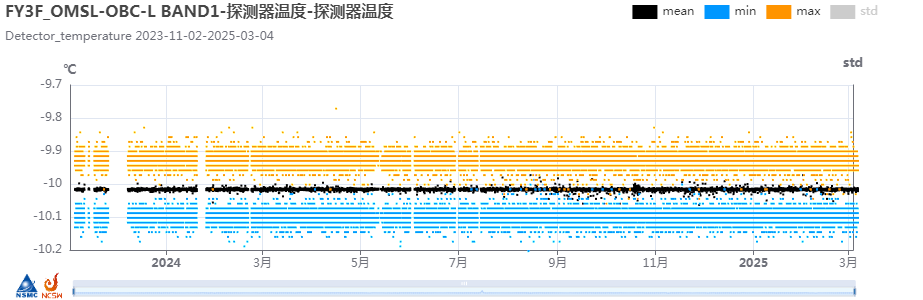 FY3F_OMSL-OBC-L BAND1-探测器温度-探测器温度
mean min max std
Detector_temperature 2023-11-02-2025-03-04
℃ std
-9.7
-9.8
-9.9
-10
-10.1
-10.2
2024 3月 5月 7月 9月 11月 2025 3月
NSMC NCSW